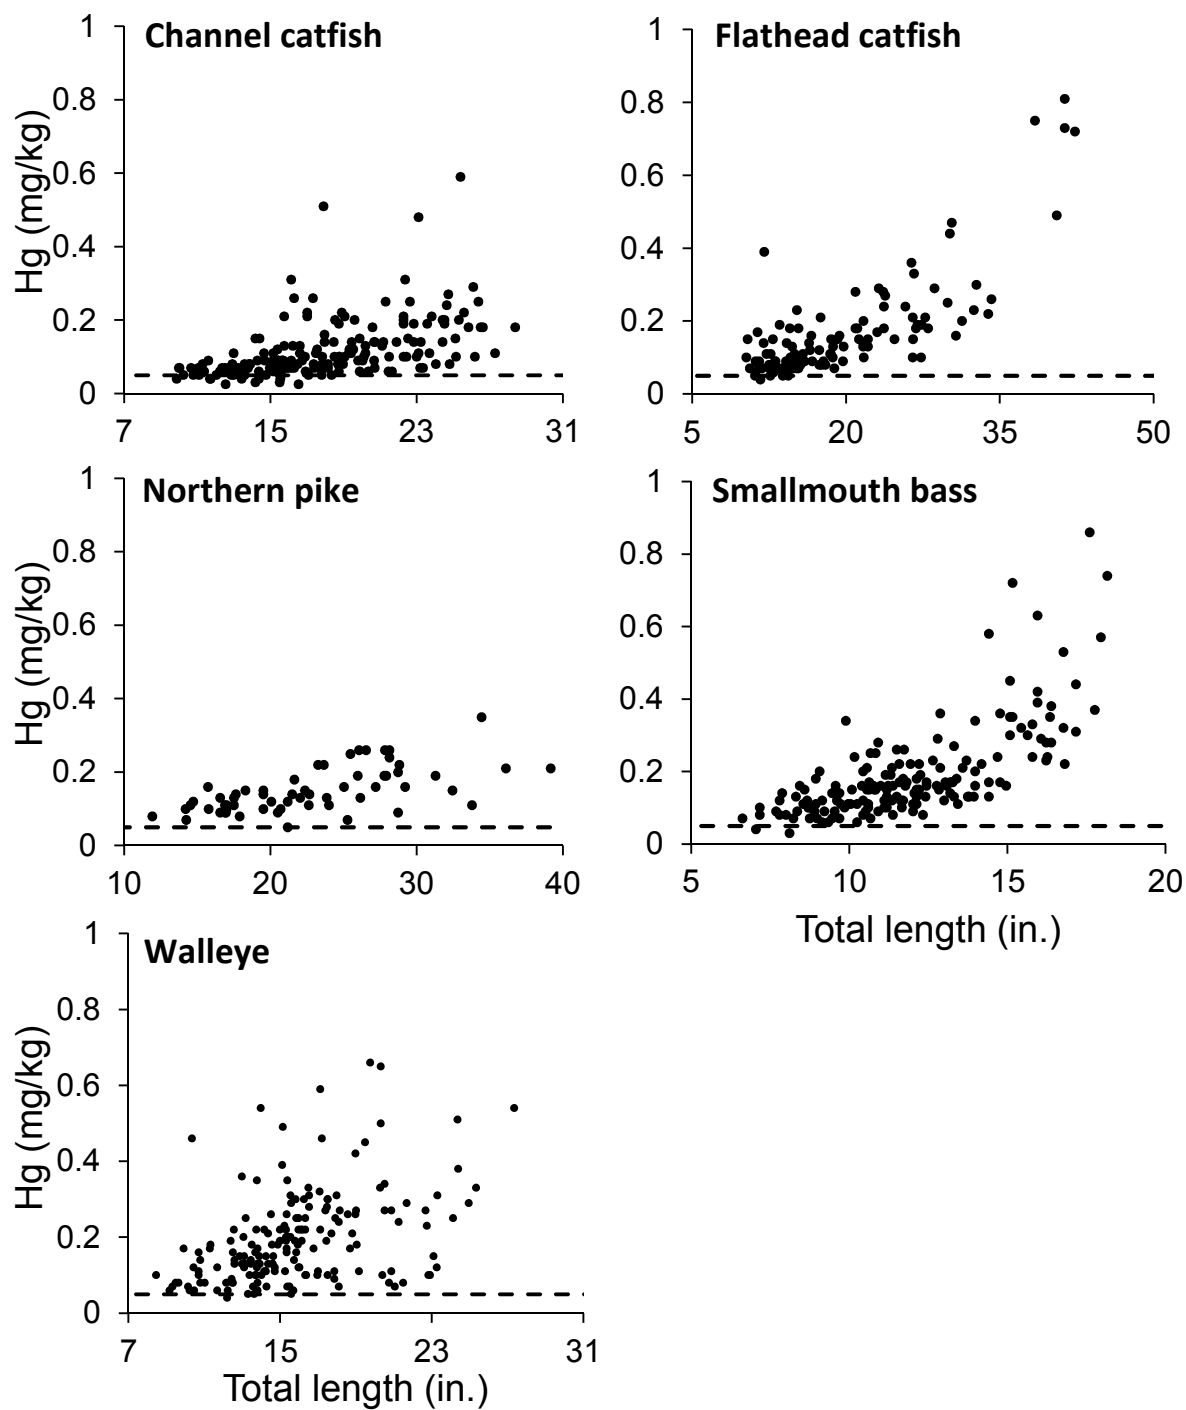 Channel catfish
Hg (mg/kg)
1
0.8
0.6
0.4
0.2
0
7 15 23 31
Flathead catfish
1
0.8
0.6
0.4
0.2
0
5 20 35 50
Northern pike
Hg (mg/kg)
1
0.8
0.6
0.4
0.2
0
10 20 30 40
Smallmouth bass
1
0.8
0.6
0.4
0.2
0
5 10 15 20
Total length (in.)
Walleye
Hg (mg/kg)
1
0.8
0.6
0.4
0.2
0
7 15 23 31
Total length (in.)